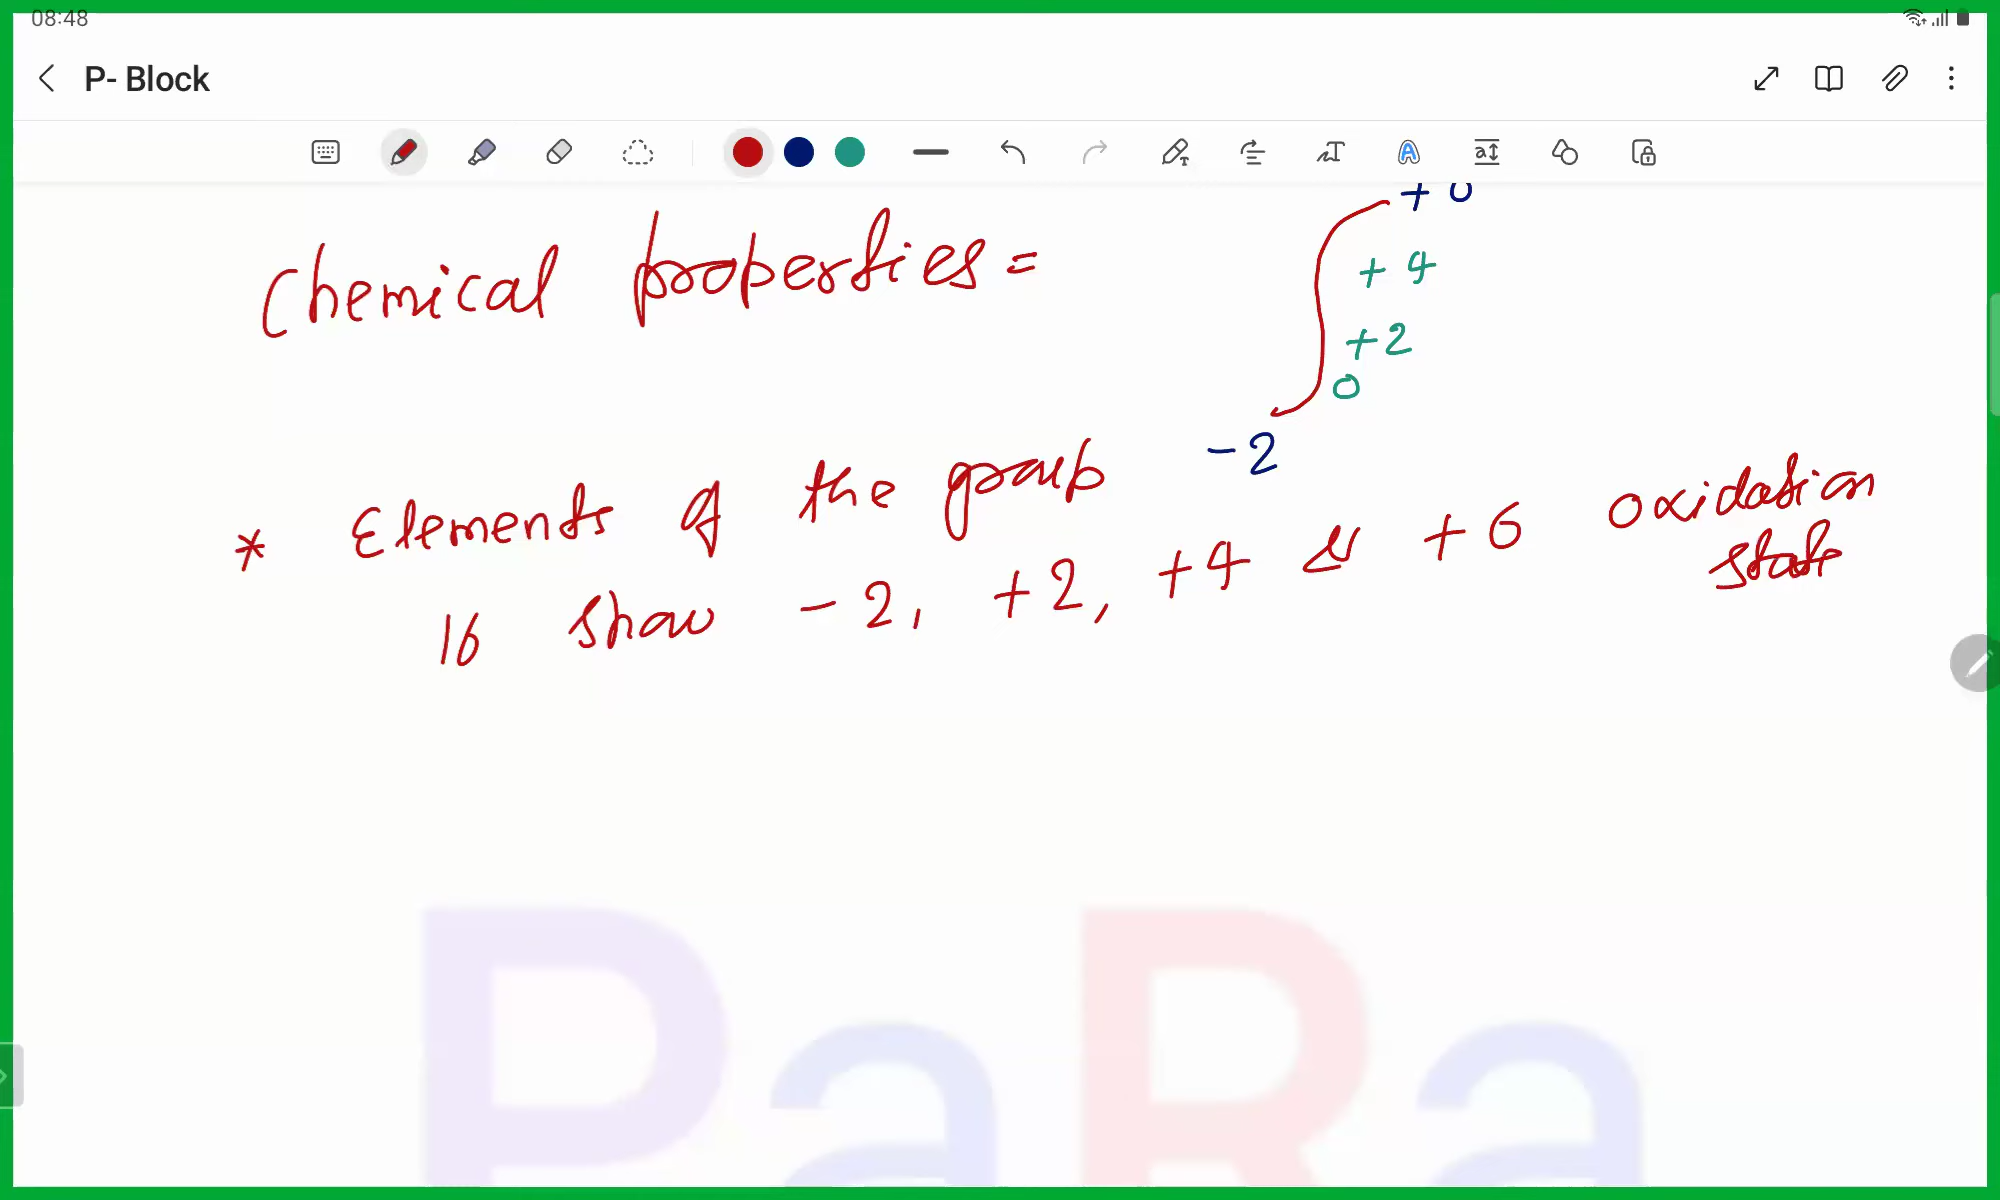 08:48
P- Block
Chemical properties =
+ 6
+ 4
+2
0
-2
* Elements of the group
16 show -2, +2, +4 & +6 oxidation
state
PaRa